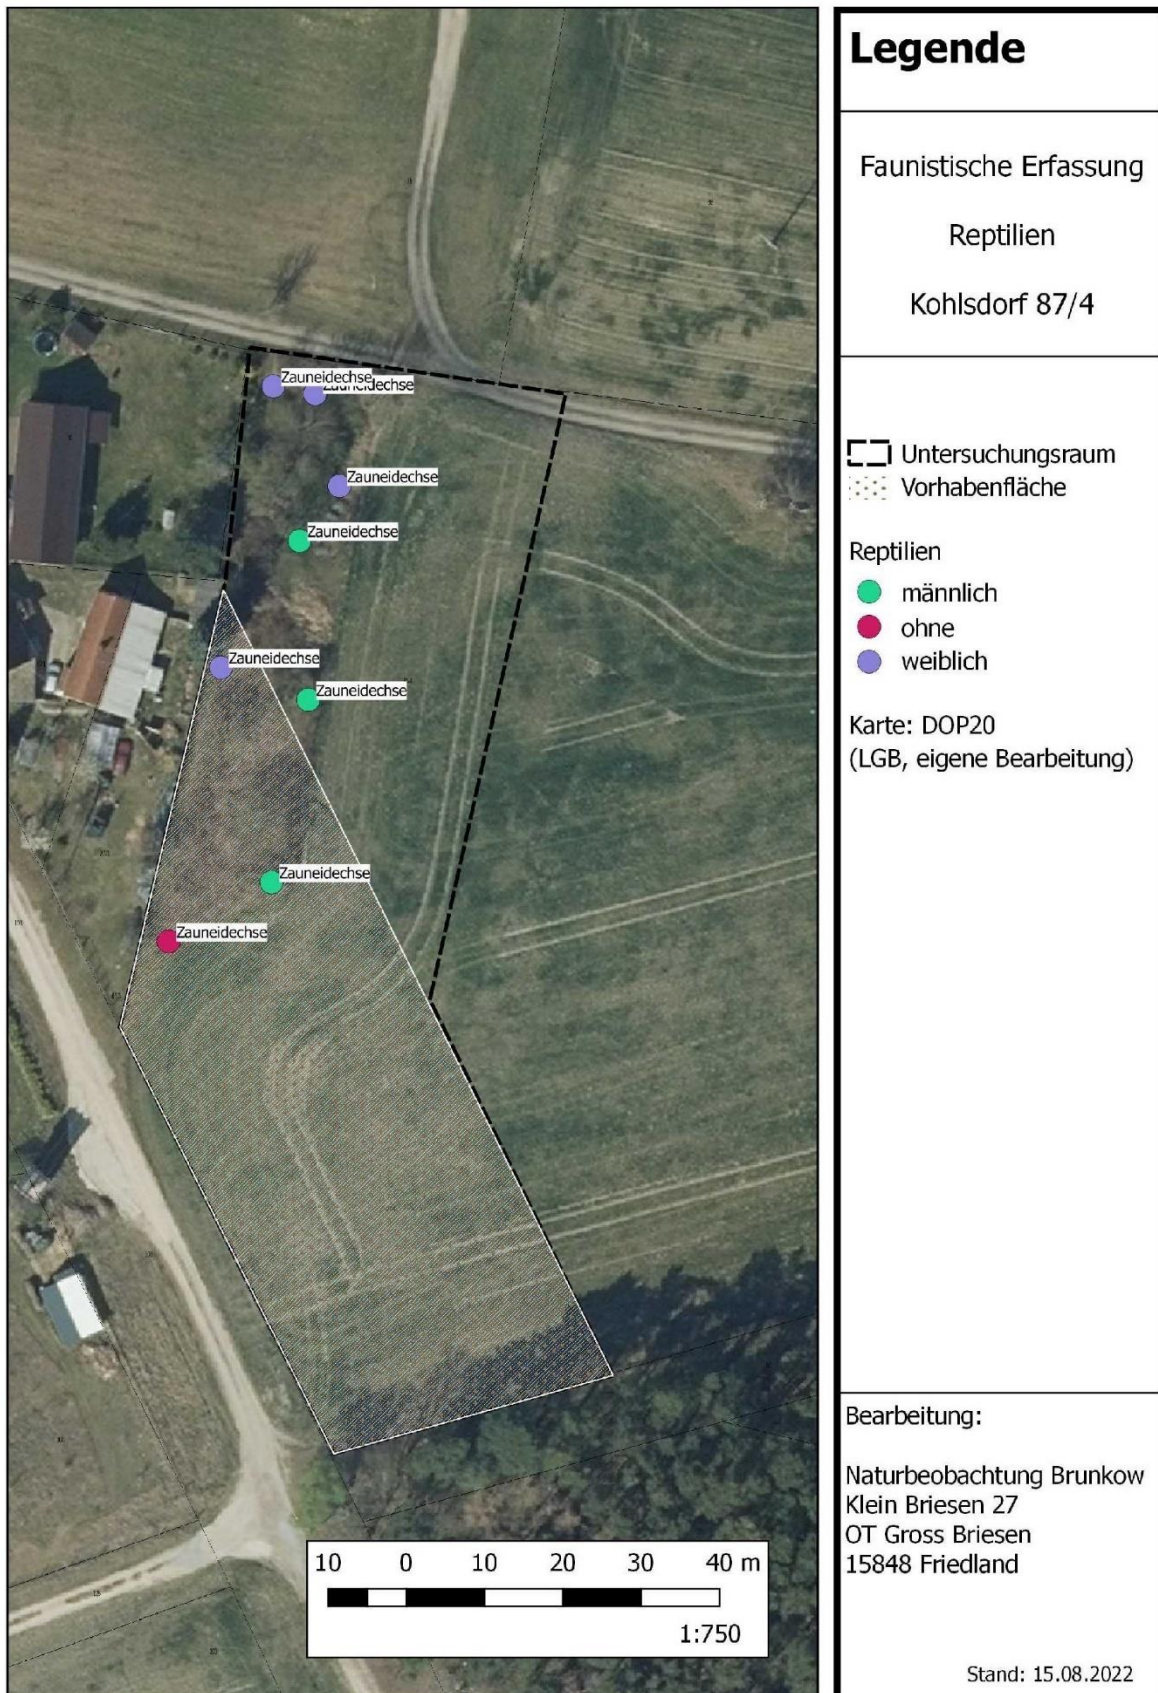 Legende
Faunistische Erfassung
Reptilien
Kohlsdorf 87/4
Untersuchungsraum
Vorhabenfläche
Reptilien
männlich
ohne
weiblich
Karte: DOP20
(LGB, eigene Bearbeitung)
Zauneidechse
Zauneidechse
Zauneidechse
Zauneidechse
Zauneidechse
Zauneidechse
Zauneidechse
Zauneidechse
10 0 10 20 30 40 m
1:750
Bearbeitung:
Naturbeobachtung Brunkow
Klein Briesen 27
OT Gross Briesen
15848 Friedland
Stand: 15.08.2022